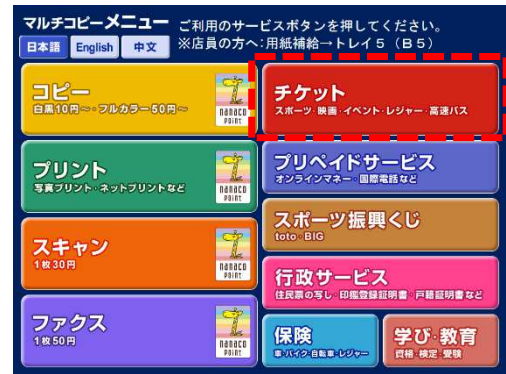 マルチコピーメニュー ご利用のサービスボタンを押してください。
日本語 English 中文 ※店員の方へ:用紙補給→トレイ5(B5)
コピー
白黒10円～・フルカラー50円～
nanaco
Point
チケット
スポーツ・映画・イベント・レジャー・高速バス
プリント
写真プリント・ネットプリントなど
nanaco
Point
プリペイドサービス
オンラインマネー・国際電話など
スキャン
1枚30円
nanaco
Point
スポーツ振興くじ
toto・BIG
行政サービス
住民票の写し・印鑑登録証明書・戸籍証明書など
ファクス
1枚50円
nanaco
Point
保険
車・バイク・自転車・レジャー
学び・教育
資格・検定・受験